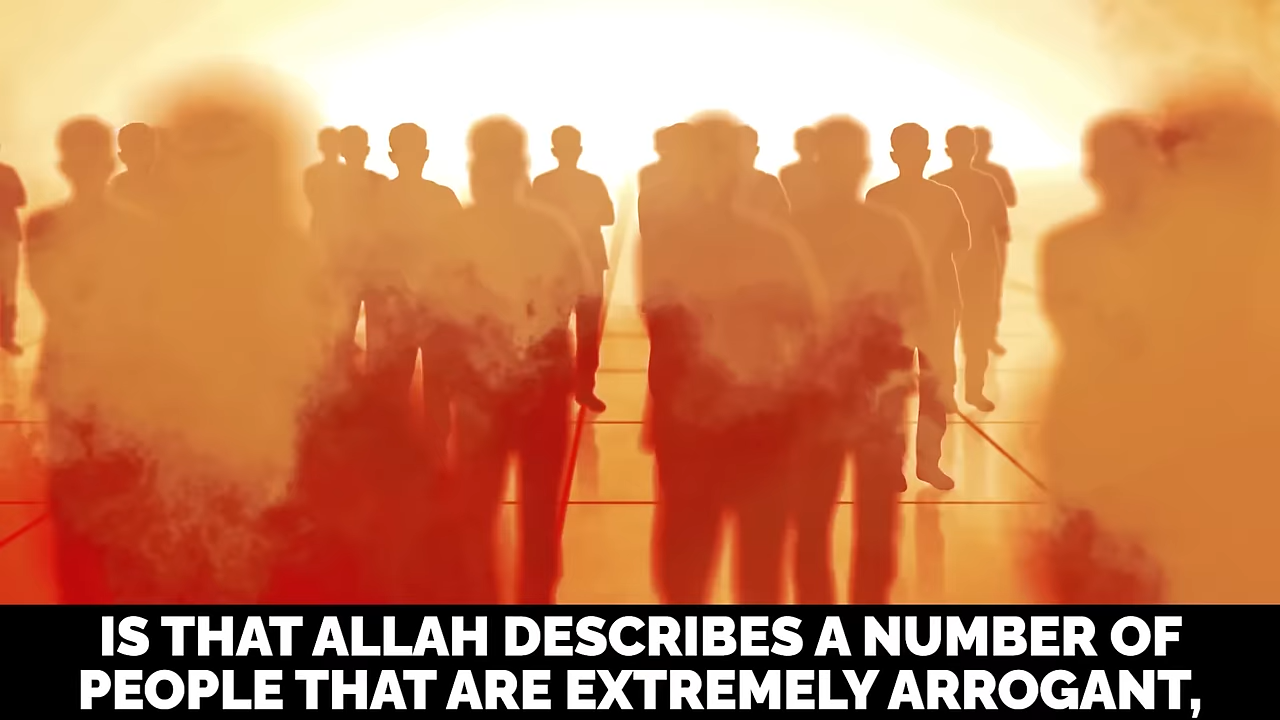 IS THAT ALLAH DESCRIBES A NUMBER OF
PEOPLE THAT ARE EXTREMELY ARROGANT,